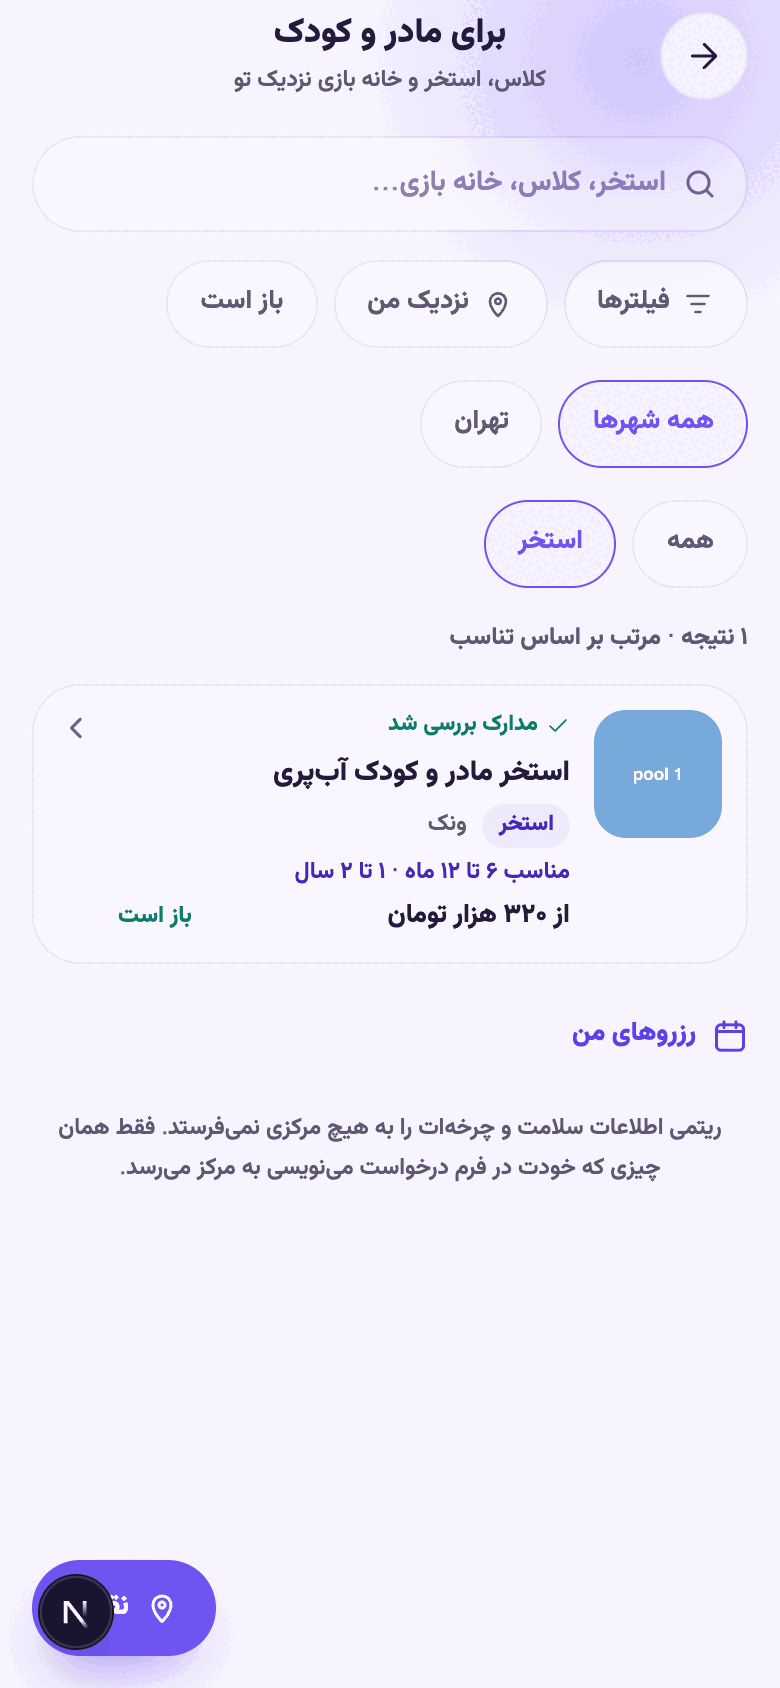 برای مادر و کودک
کلاس، استخر و خانه بازی نزدیک تو
استخر، کلاس، خانه بازی...
فیلترها
نزدیک من
باز است
همه شهرها
تهران
همه
استخر
۱ نتیجه · مرتب بر اساس تناسب
مدارک بررسی شد
pool 1
استخر مادر و کودک آب‌پری
استخر
ونک
مناسب ۶ تا ۱۲ ماه · ۱ تا ۲ سال
از ۳۲۰ هزار تومان
باز است
رزروهای من
ریتمی اطلاعات سلامت و چرخه‌ات را به هیچ مرکزی نمی‌فرستد. فقط همان
چیزی که خودت در فرم درخواست می‌نویسی به مرکز می‌رسد.
N